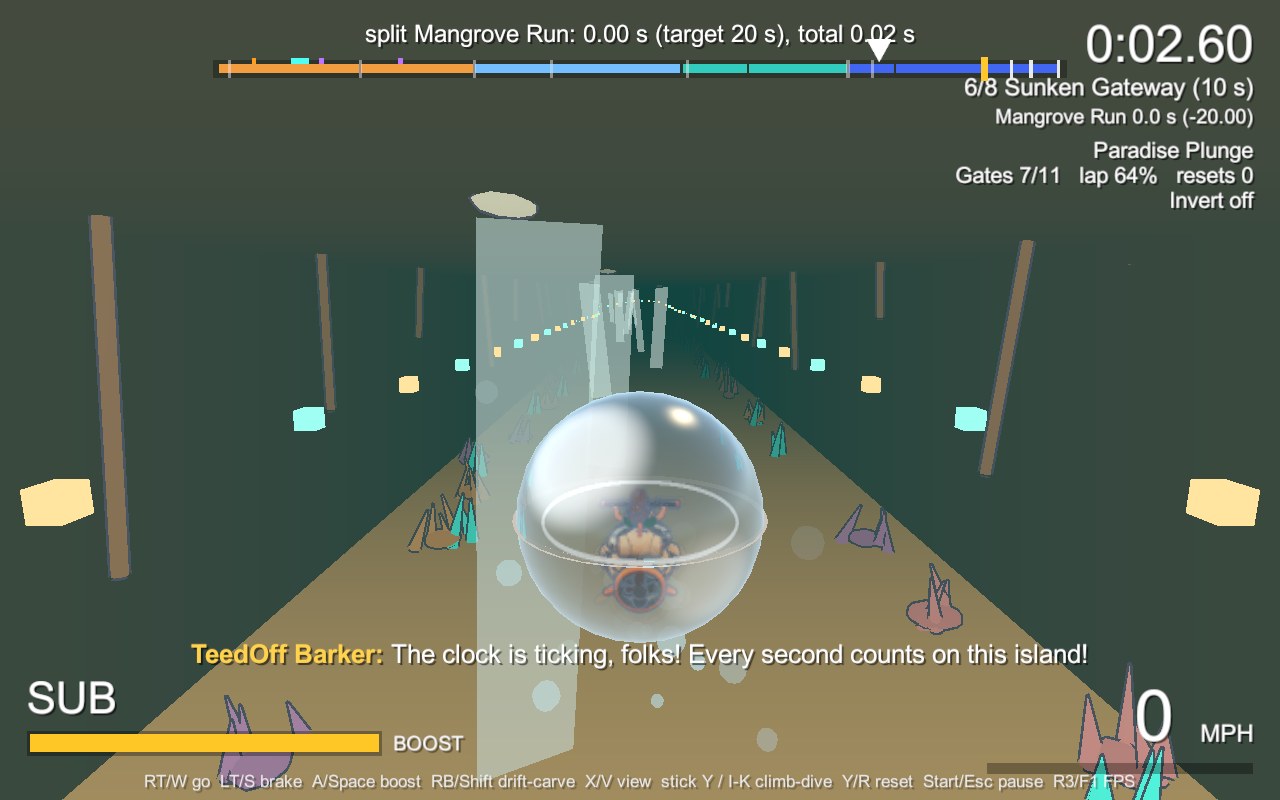 split Mangrove Run: 0.00 s (target 20 s), total 0.02 s
0:02.60
6/8 Sunken Gateway (10 s)
Mangrove Run 0.0 s (-20.00)
Paradise Plunge
Gates 7/11 lap 64% resets 0
Invert off
TeedOff Barker: The clock is ticking, folks! Every second counts on this island!
SUB
BOOST
0 MPH
RT/W go LT/S brake A/Space boost RB/Shift drift-carve X/V view stick Y / I-K climb-dive Y/R reset Start/Esc pause R3/F1 FPS